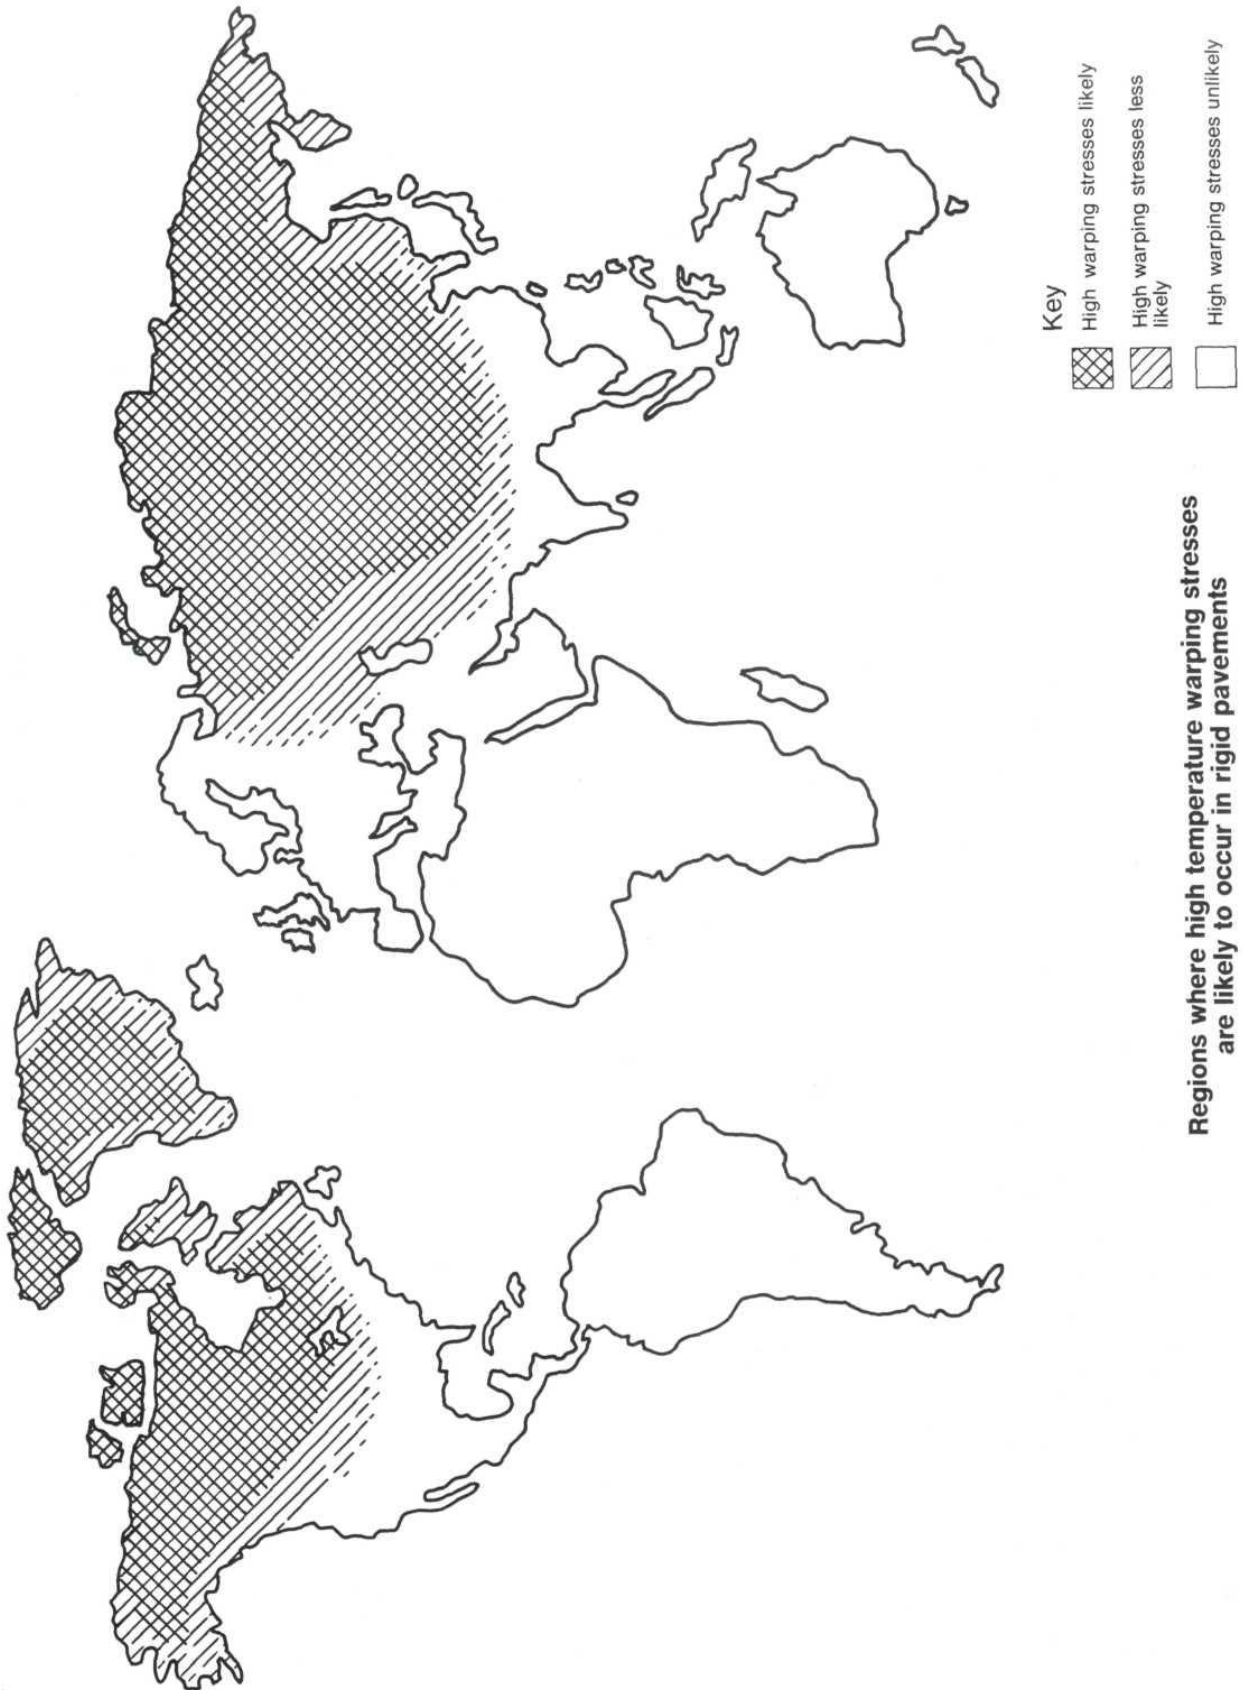 Key
High warping stresses likely
High warping stresses less
likely
High warping stresses unlikely
Regions where high temperature warping stresses
are likely to occur in rigid pavements